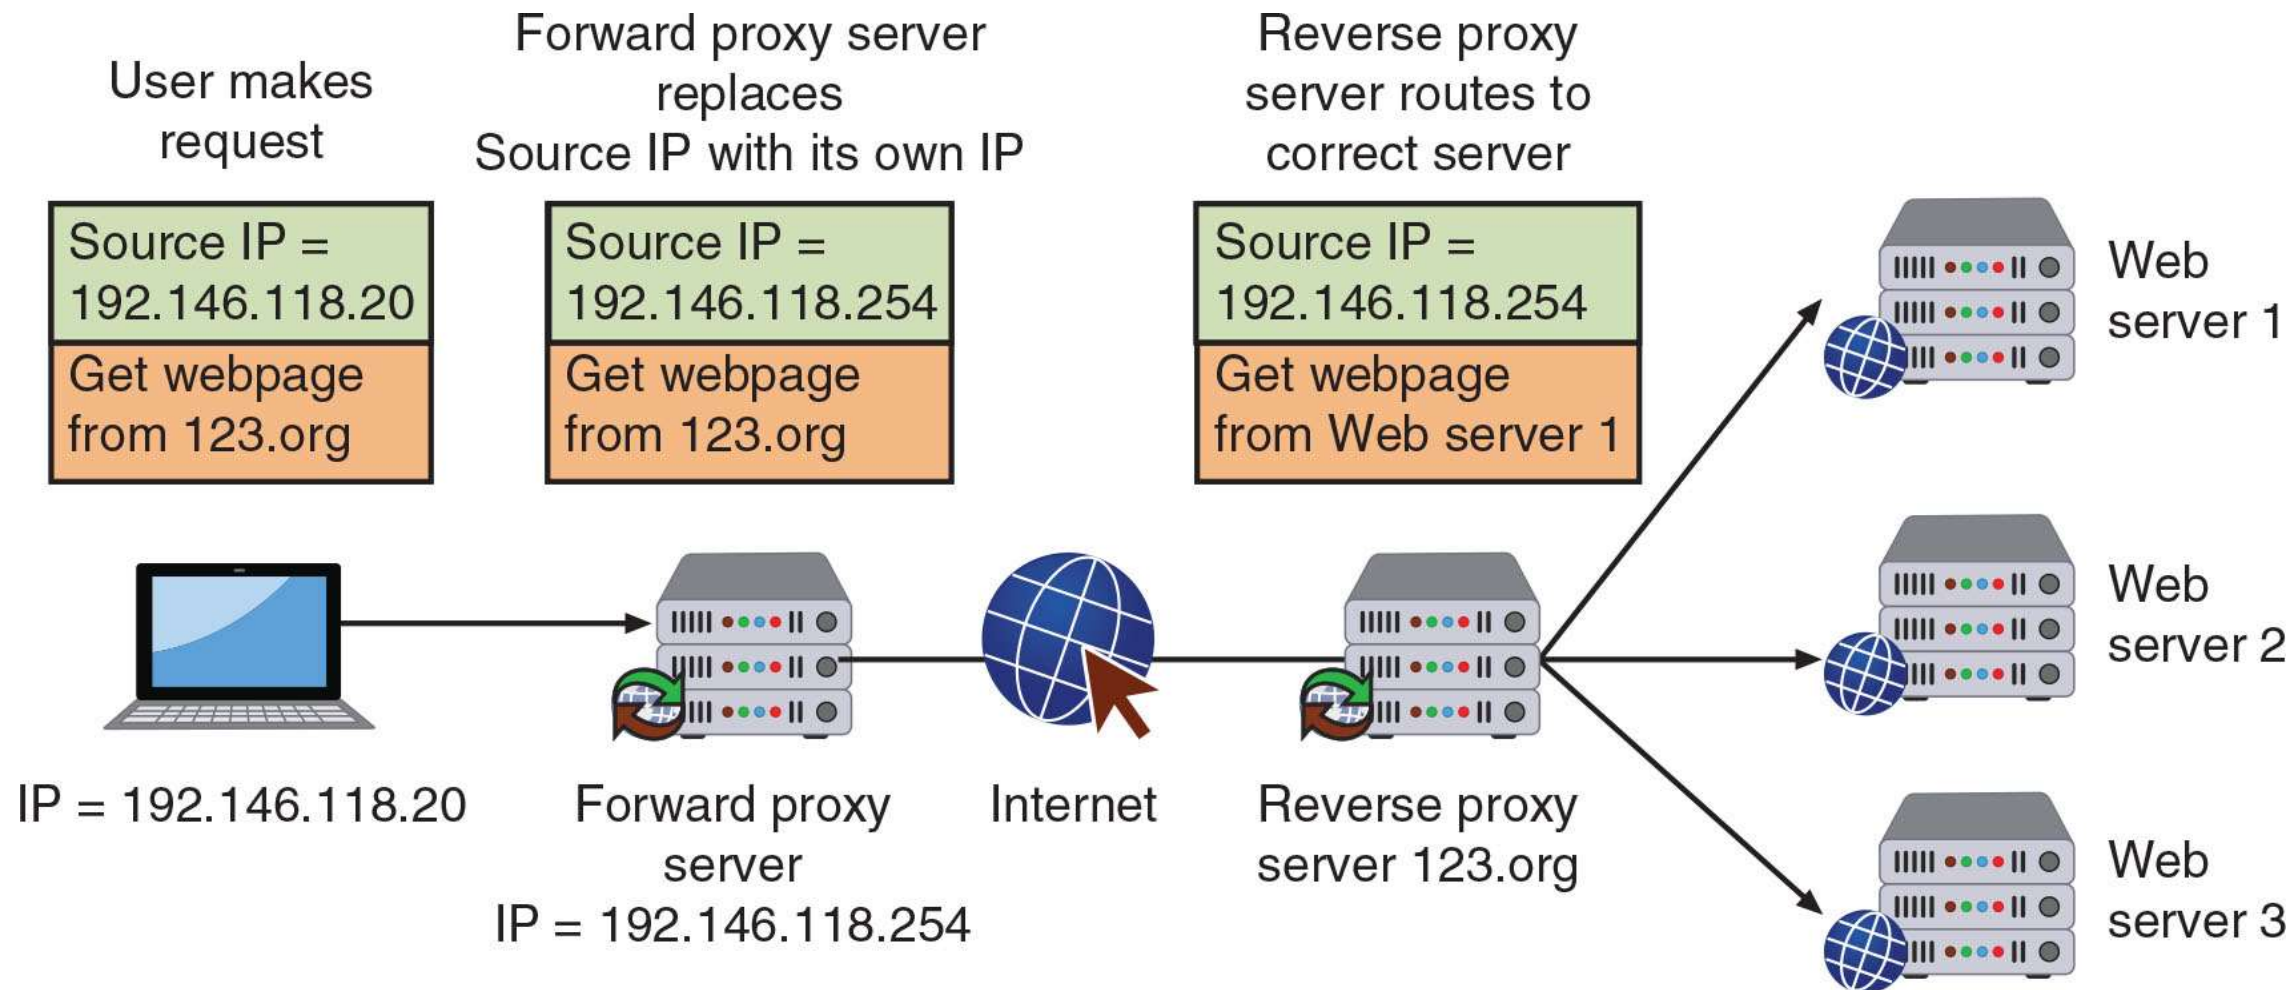 User makes
request
Forward proxy server
replaces
Source IP with its own IP
Reverse proxy
server routes to
correct server
Source IP =
192.146.118.20
Get webpage
from 123.org
Source IP =
192.146.118.254
Get webpage
from 123.org
Source IP =
192.146.118.254
Get webpage
from Web server 1
Web
server 1
Web
server 2
Web
server 3
IP = 192.146.118.20
Forward proxy
server
IP = 192.146.118.254
Internet
Reverse proxy
server 123.org